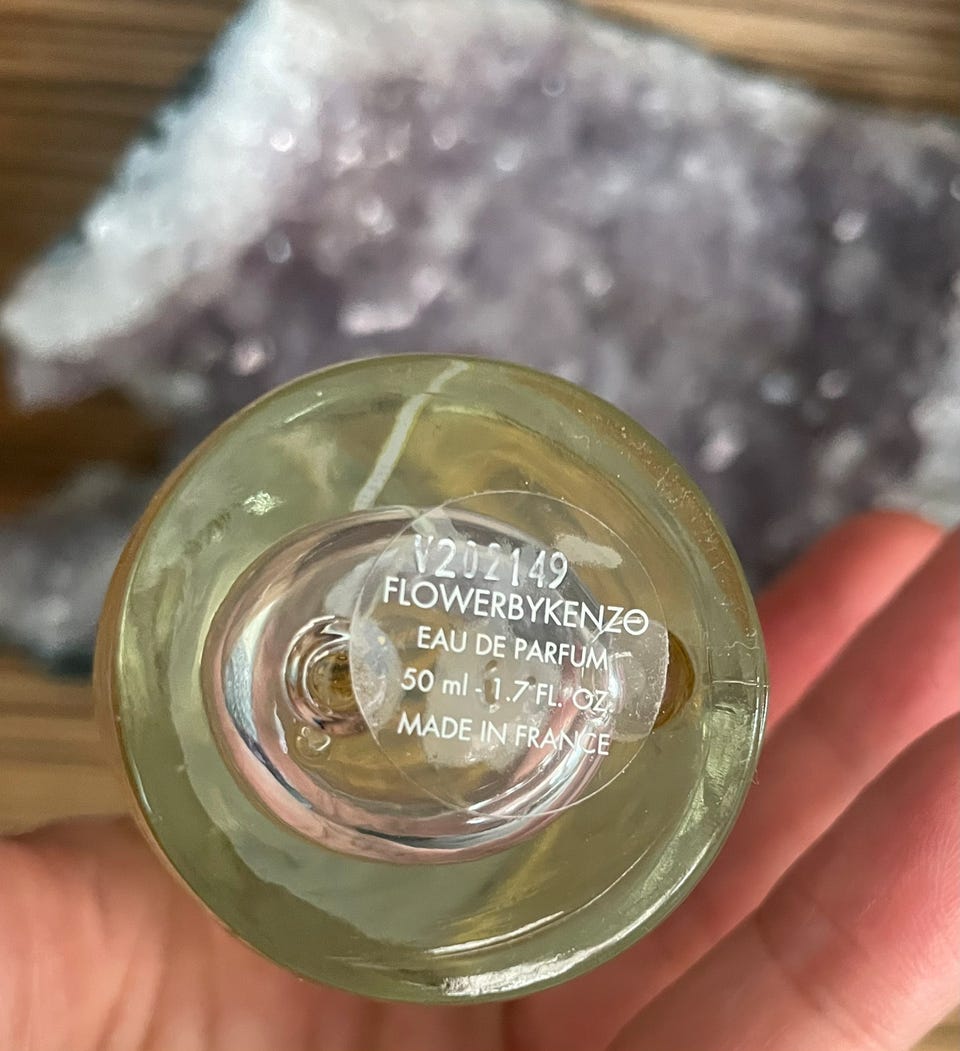 V202149
FLOWERBYKENZO
EAU DE PARFUM
50 ml - 1.7 FL. OZ.
MADE IN FRANCE